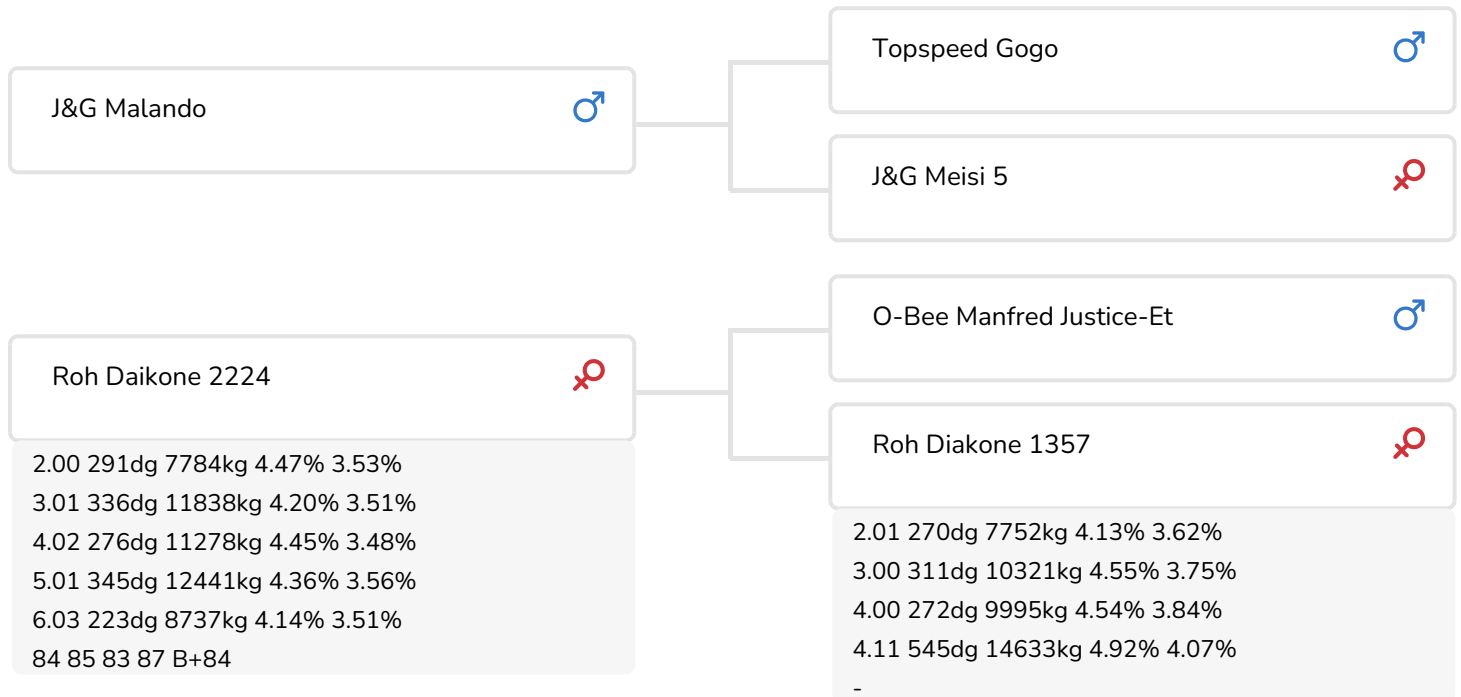 J&G Malando
Topspeed Gogo
J&G Meisi 5
Roh Daikone 2224
2.00 291dg 7784kg 4.47% 3.53%
3.01 336dg 11838kg 4.20% 3.51%
4.02 276dg 11278kg 4.45% 3.48%
5.01 345dg 12441kg 4.36% 3.56%
6.03 223dg 8737kg 4.14% 3.51%
84 85 83 87 B+84
O-Bee Manfred Justice-Et
Roh Diakone 1357
2.01 270dg 7752kg 4.13% 3.62%
3.00 311dg 10321kg 4.55% 3.75%
4.00 272dg 9995kg 4.54% 3.84%
4.11 545dg 14633kg 4.92% 4.07%
-